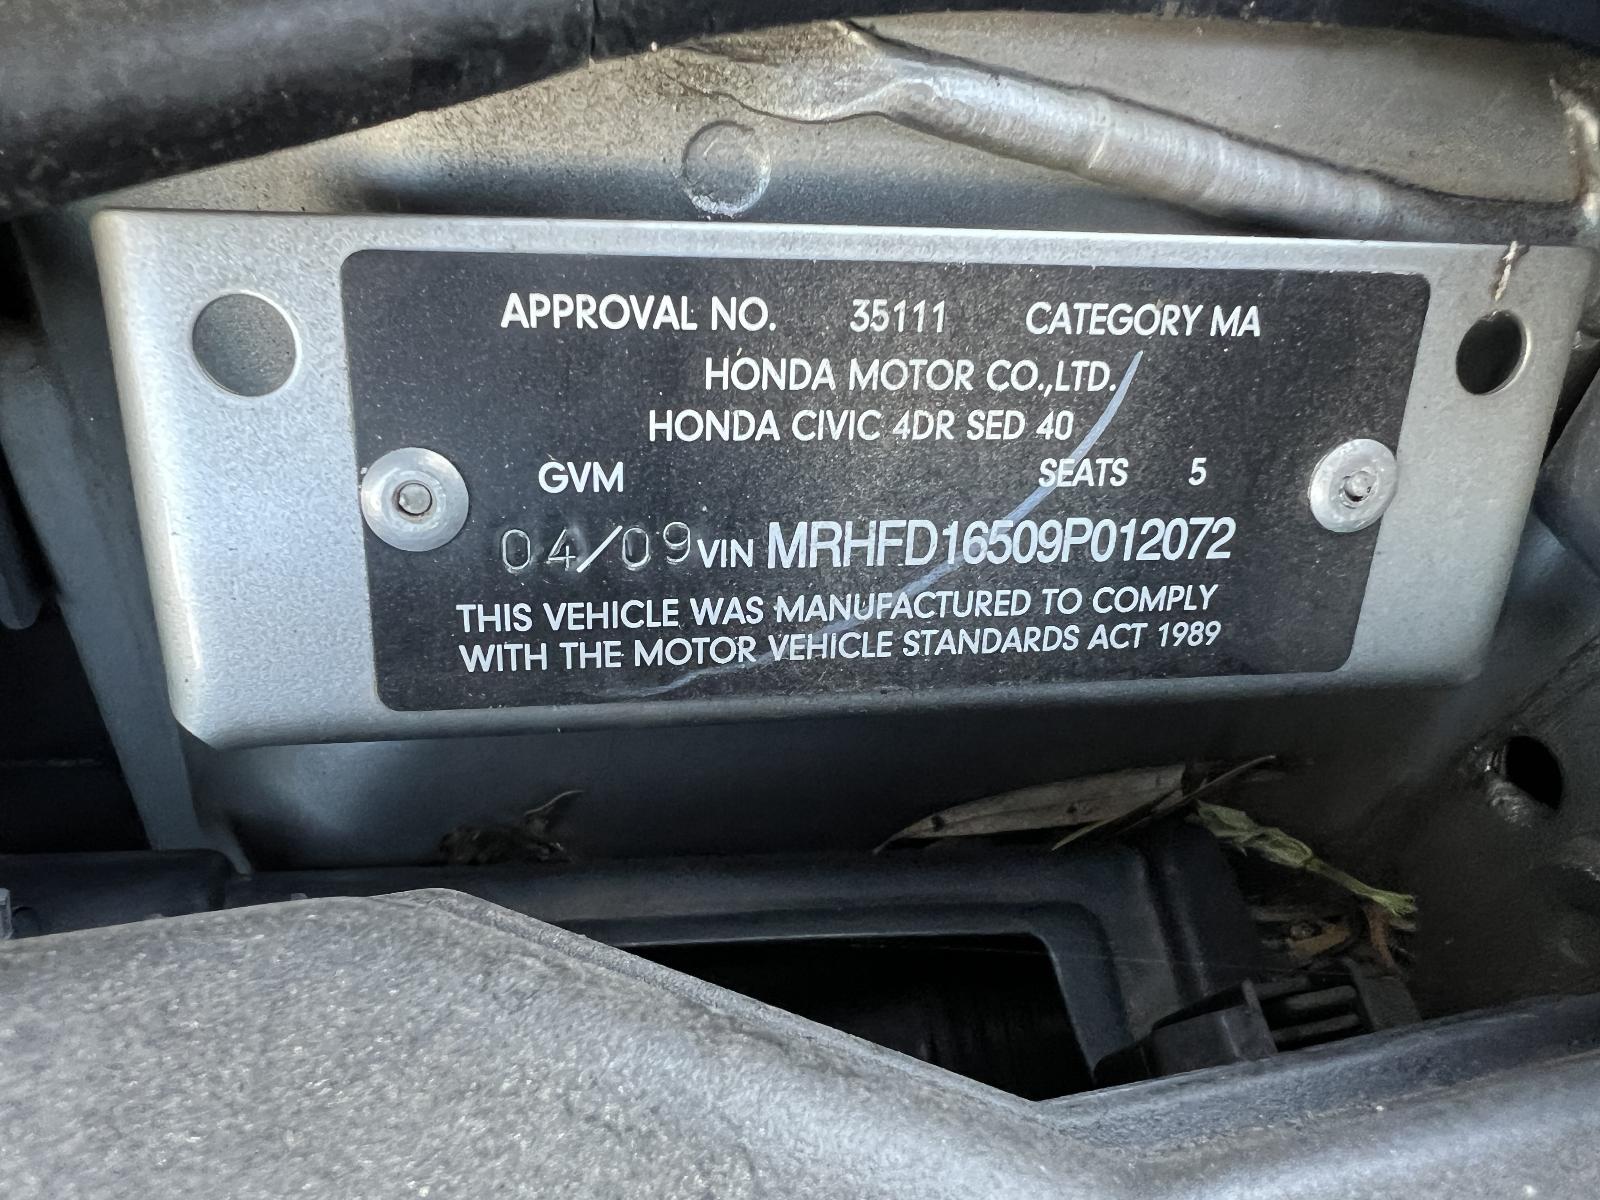 APPROVAL NO. 35111 CATEGORY MA
HONDA MOTOR CO.,LTD.
HONDA CIVIC 4DR SED 40
GVM SEATS 5
04/09 VIN MRHFD16509P012072
THIS VEHICLE WAS MANUFACTURED TO COMPLY
WITH THE MOTOR VEHICLE STANDARDS ACT 1989